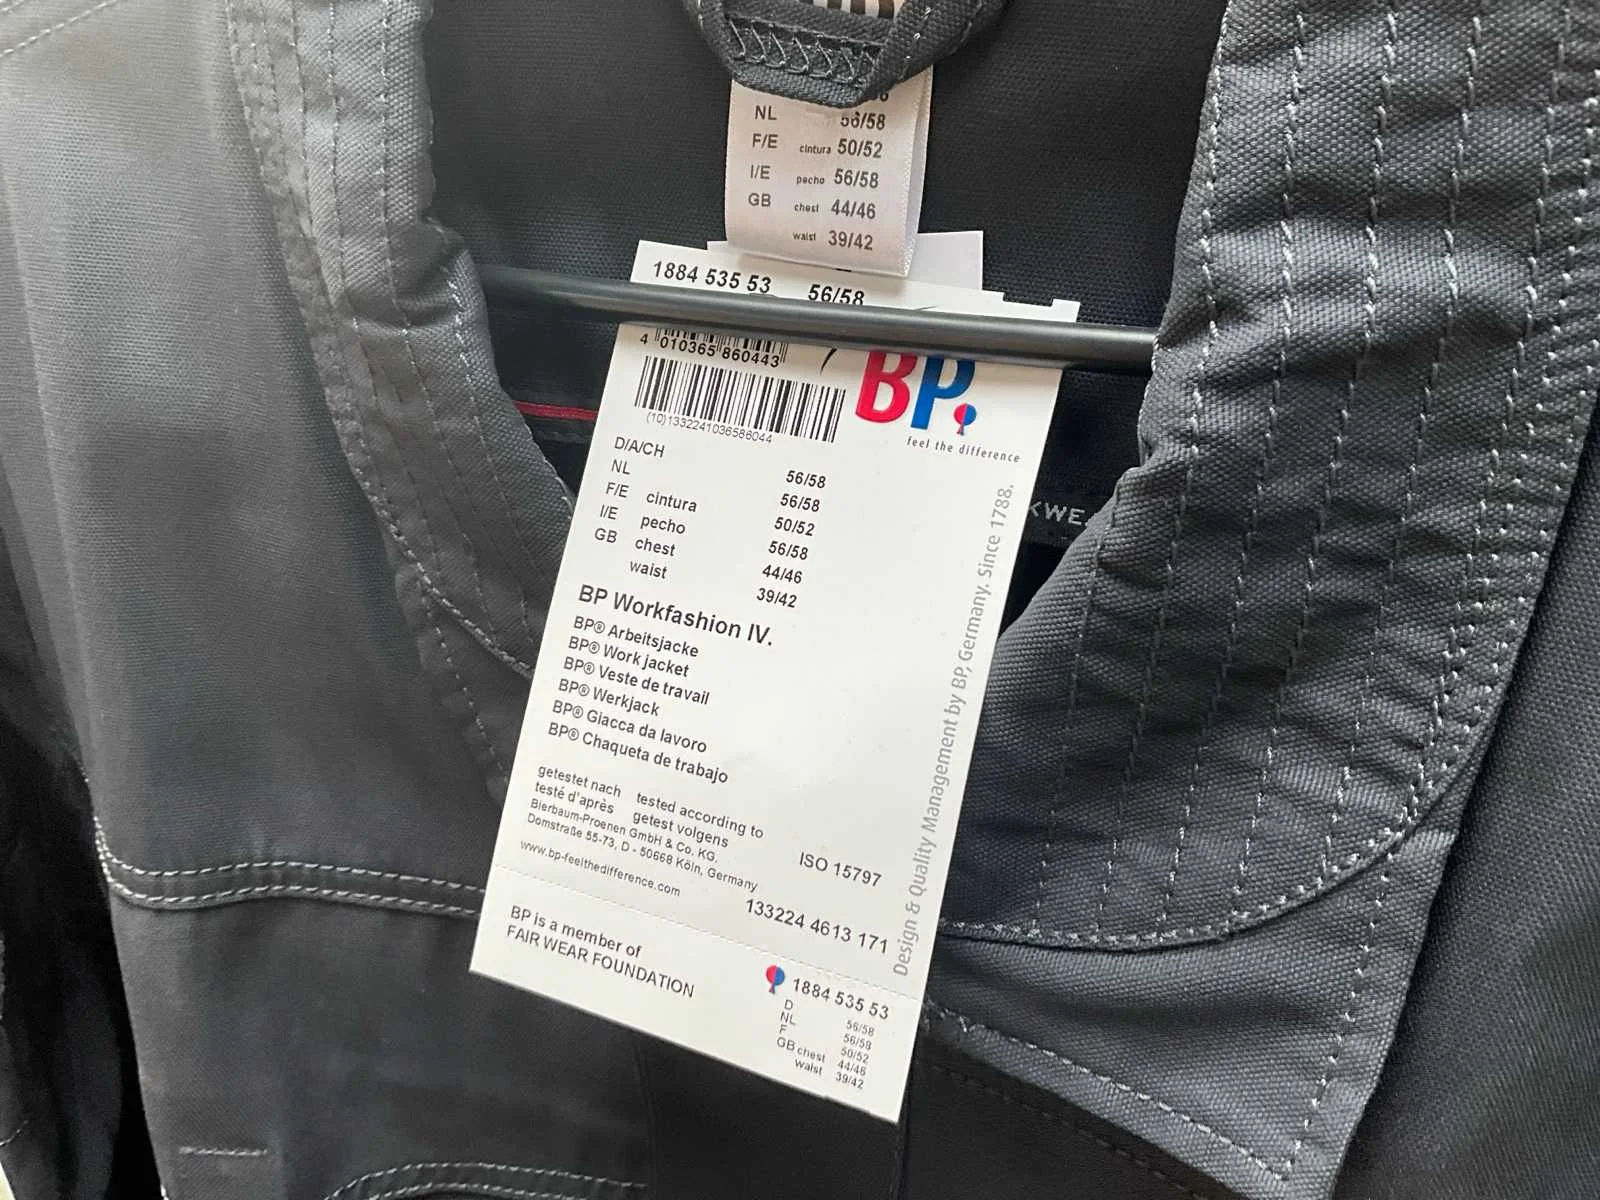 NL 56/58
F/E cintura 50/52
I/E pecho 56/58
GB chest 44/46
waist 39/42
1884 535 53 56/58
4 010365 860443
(10)1332241036586044
BP
feel the difference
D/A/CH 56/58
NL 56/58
F/E cintura 50/52
I/E pecho 56/58
GB chest 44/46
waist 39/42
BP Workfashion IV.
BP® Arbeitsjacke
BP® Work jacket
BP® Veste de travail
BP® Werkjack
BP® Giacca da lavoro
BP® Chaqueta de trabajo
getestet nach tested according to
testé d'après getest volgens
ISO 15797
Bierbaum-Proenen GmbH & Co. KG,
Domstraße 55-73, D - 50668 Köln, Germany
www.bp-feelthedifference.com
133224 4613 171
Design & Quality Management by BP, Germany. Since 1788.
BP is a member of
FAIR WEAR FOUNDATION
1884 535 53
D 56/58
NL 56/58
F 50/52
GB chest 44/46
waist 39/42